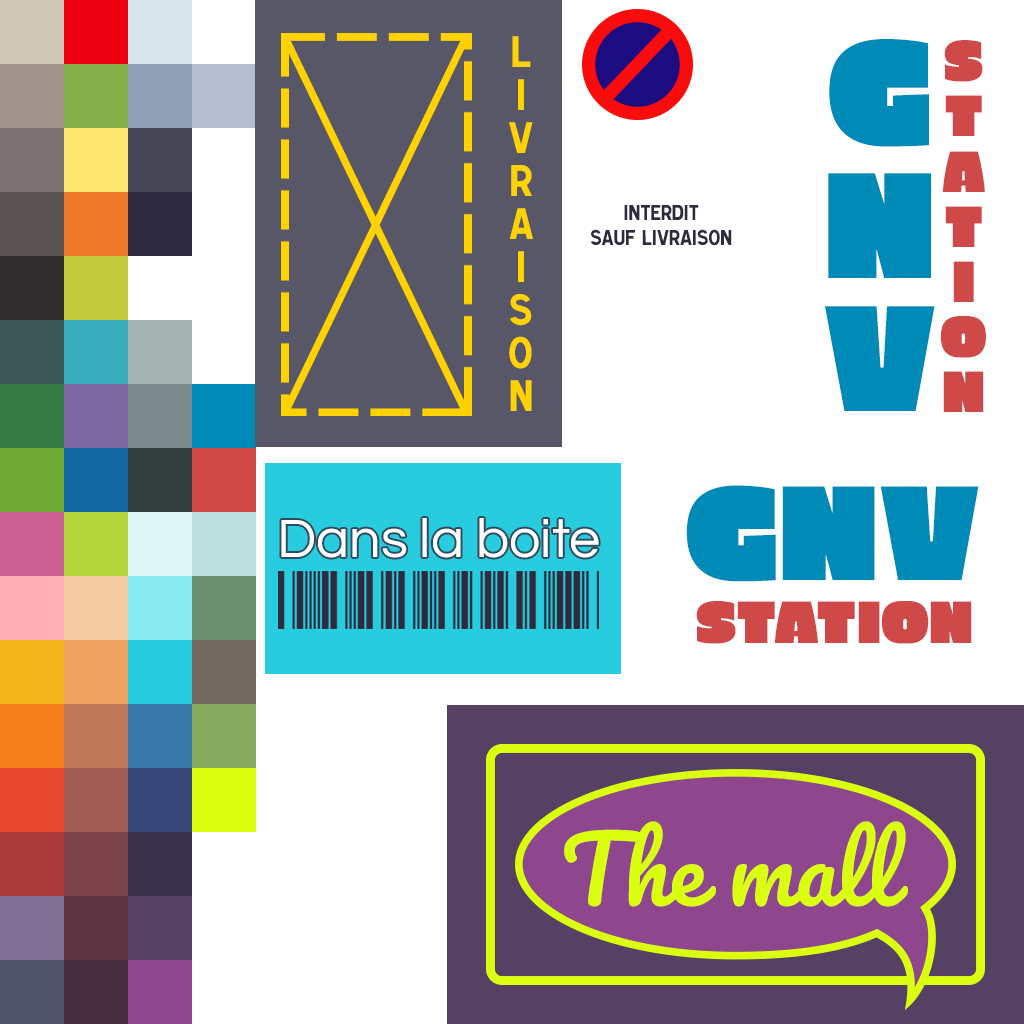 LIVRAISON
INTERDIT
SAUF LIVRAISON
GNV
STATION
Dans la boite
GNV
STATION
The mall